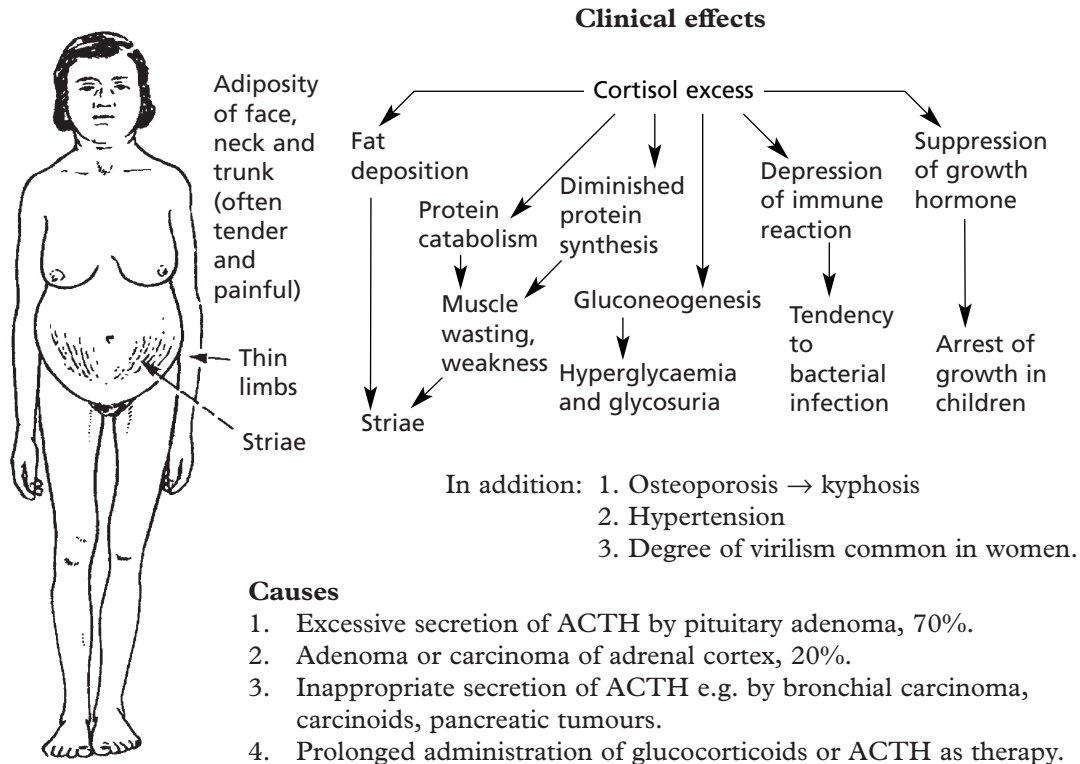 Clinical effects
Adiposity
of face,
neck and
trunk
(often
tender
and
painful)
Thin
limbs
Striae
Cortisol excess
Fat
deposition
Protein
catabolism
Diminished
protein
synthesis
Muscle
wasting,
weakness
Striae
Gluconeogenesis
Hyperglycaemia
and glycosuria
Depression
of immune
reaction
Tendency
to
bacterial
infection
Suppression
of growth
hormone
Arrest of
growth in
children
In addition: 1. Osteoporosis → kyphosis
2. Hypertension
3. Degree of virilism common in women.
Causes
1. Excessive secretion of ACTH by pituitary adenoma, 70%.
2. Adenoma or carcinoma of adrenal cortex, 20%.
3. Inappropriate secretion of ACTH e.g. by bronchial carcinoma,
carcinoids, pancreatic tumours.
4. Prolonged administration of glucocorticoids or ACTH as therapy.